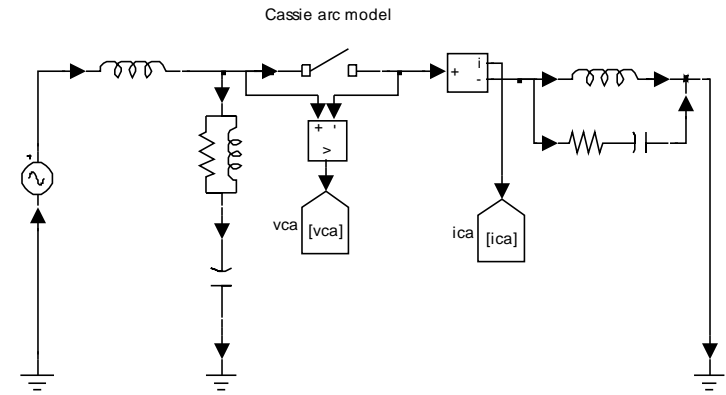 Cassie arc model
i
+
-
+ -
v
vca [vca]
ica [ica]